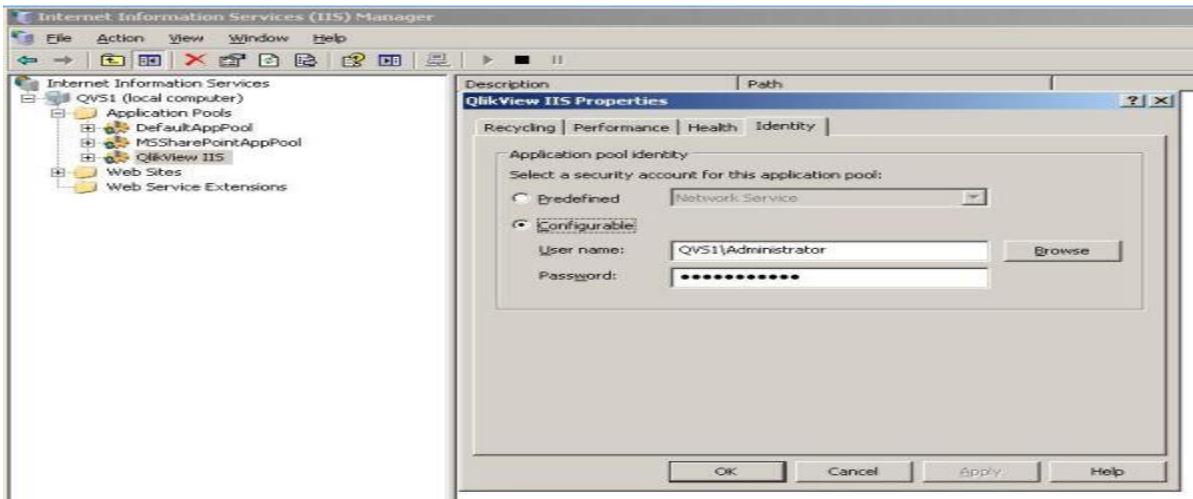 Internet Information Services (IIS) Manager
File Action View Window Help
Internet Information Services
QVS1 (local computer)
Application Pools
DefaultAppPool
MSSharePointAppPool
QlikView IIS
Web Sites
Web Service Extensions
Description Path
QlikView IIS Properties
Recycling Performance Health Identity
Application pool identity
Select a security account for this application pool:
Predefined Network Service
Configurable
User name: QVS1\Administrator Browse
Password: ●●●●●●●●●●●
OK Cancel Apply Help